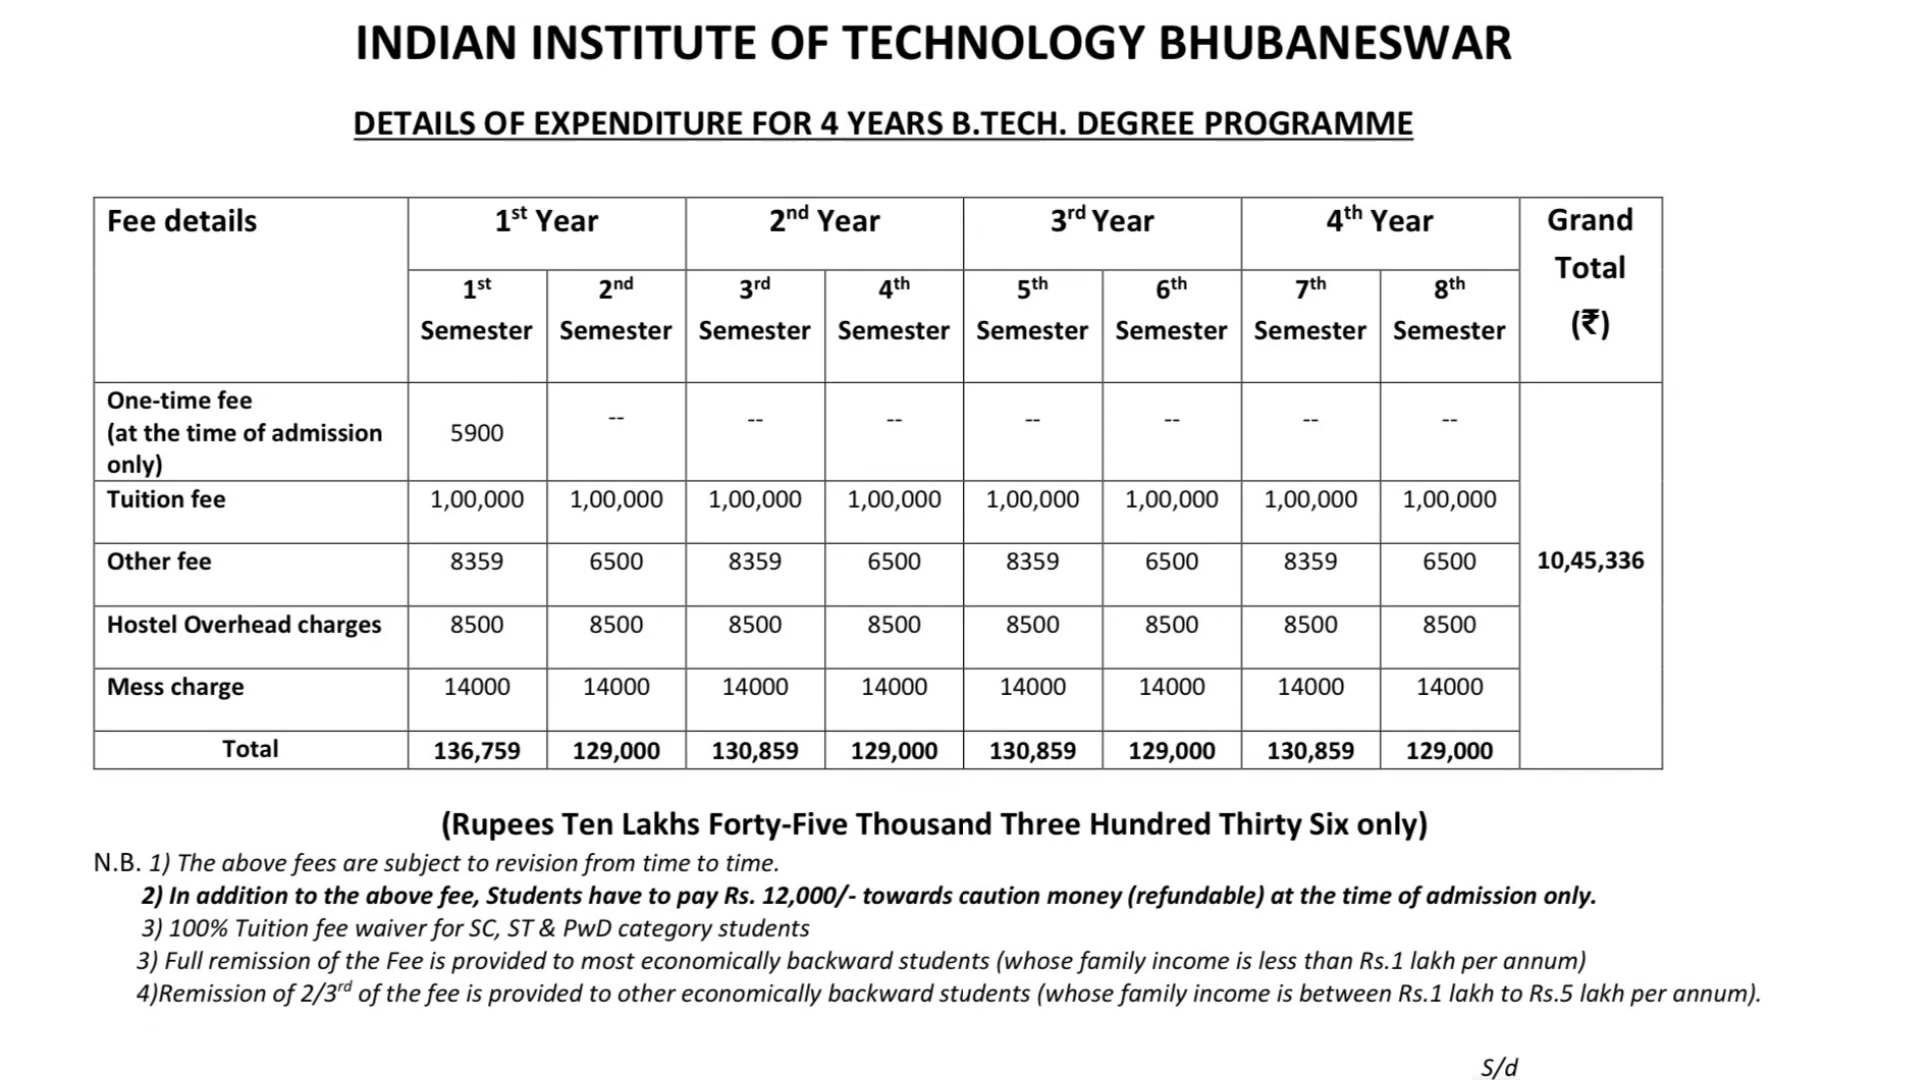 INDIAN INSTITUTE OF TECHNOLOGY BHUBANESWAR
DETAILS OF EXPENDITURE FOR 4 YEARS B.TECH. DEGREE PROGRAMME
Fee details 1st Year 2nd Year 3rd Year 4th Year Grand Total (₹)
1st Semester 2nd Semester 3rd Semester 4th Semester 5th Semester 6th Semester 7th Semester 8th Semester
One-time fee
(at the time of admission
only) 5900 -- -- -- -- -- -- --
Tuition fee 1,00,000 1,00,000 1,00,000 1,00,000 1,00,000 1,00,000 1,00,000 1,00,000
Other fee 8359 6500 8359 6500 8359 6500 8359 6500 10,45,336
Hostel Overhead charges 8500 8500 8500 8500 8500 8500 8500 8500
Mess charge 14000 14000 14000 14000 14000 14000 14000 14000
Total 136,759 129,000 130,859 129,000 130,859 129,000 130,859 129,000
(Rupees Ten Lakhs Forty-Five Thousand Three Hundred Thirty Six only)
N.B. 1) The above fees are subject to revision from time to time.
2) In addition to the above fee, Students have to pay Rs. 12,000/- towards caution money (refundable) at the time of admission only.
3) 100% Tuition fee waiver for SC, ST & PwD category students
3) Full remission of the Fee is provided to most economically backward students (whose family income is less than Rs.1 lakh per annum)
4)Remission of 2/3rd of the fee is provided to other economically backward students (whose family income is between Rs.1 lakh to Rs.5 lakh per annum).
S/d